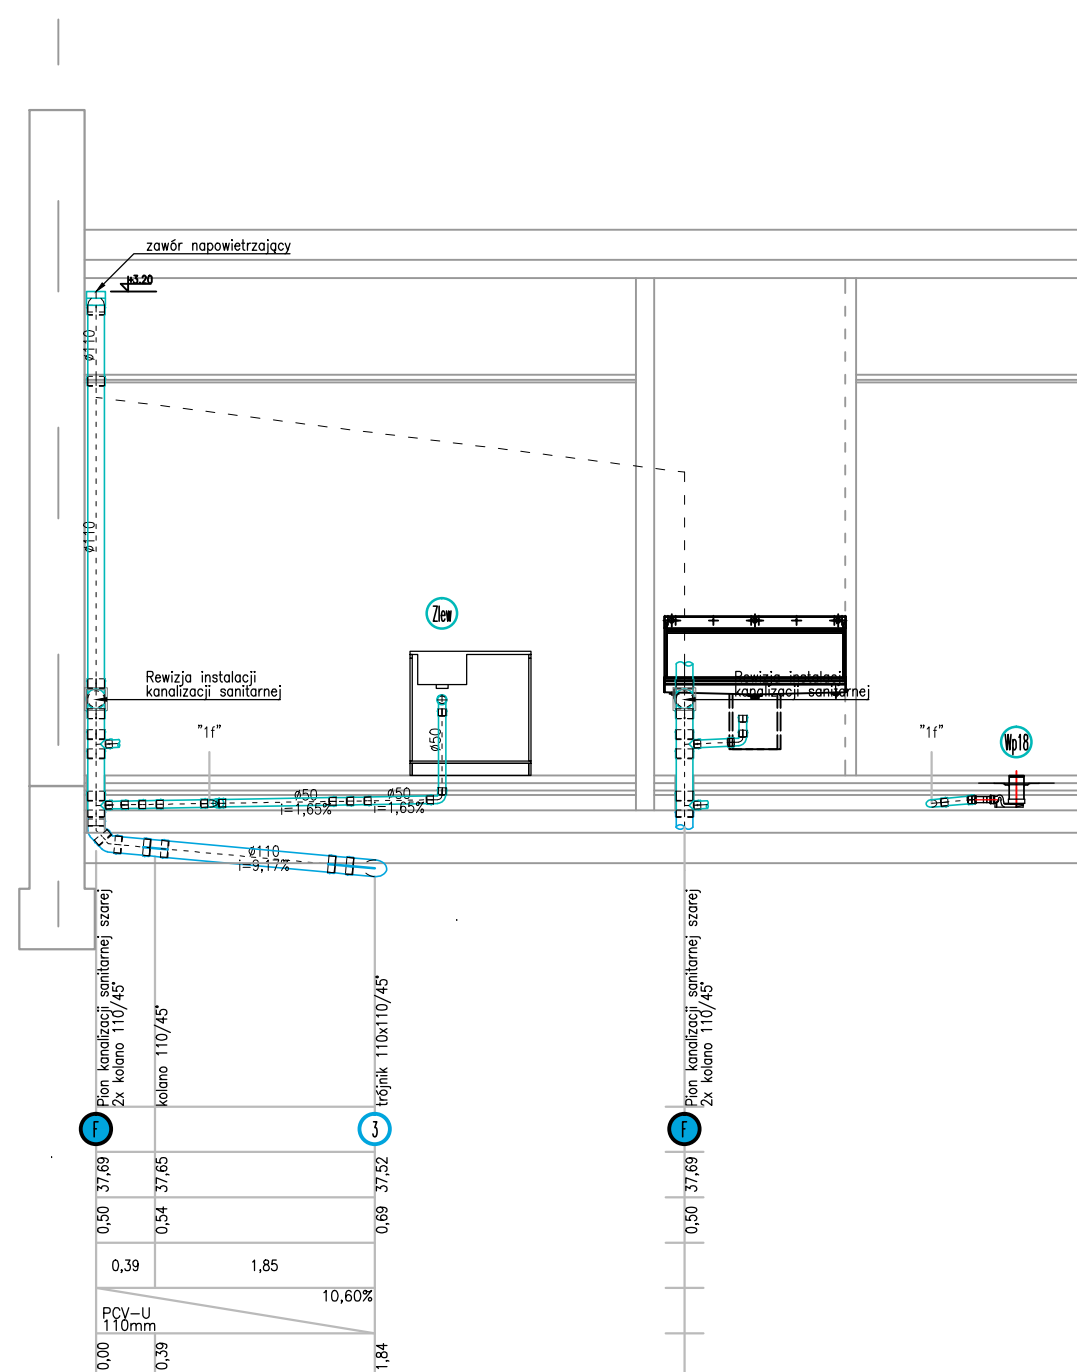 zawór napowietrzający
+3.20
ø110
ø110
Zlew
Rewizja instalacji
kanalizacji sanitarnej
Rewizja instalacji
kanalizacji sanitarnej
"1f"
ø50
"1f"
Wp18
ø50
i=1,65%
ø50
i=1,65%
ø110
i=9,17%
Pion kanalizacji sanitarnej szarej
2x kolano 110/45°
kolano 110/45°
trójnik 110x110/45°
Pion kanalizacji sanitarnej szarej
2x kolano 110/45°
F
3
F
37,69
37,65
37,52
37,69
0,50
0,54
0,69
0,50
0,39
1,85
10,60%
PCV-U
110mm
0,00
0,39
1,84